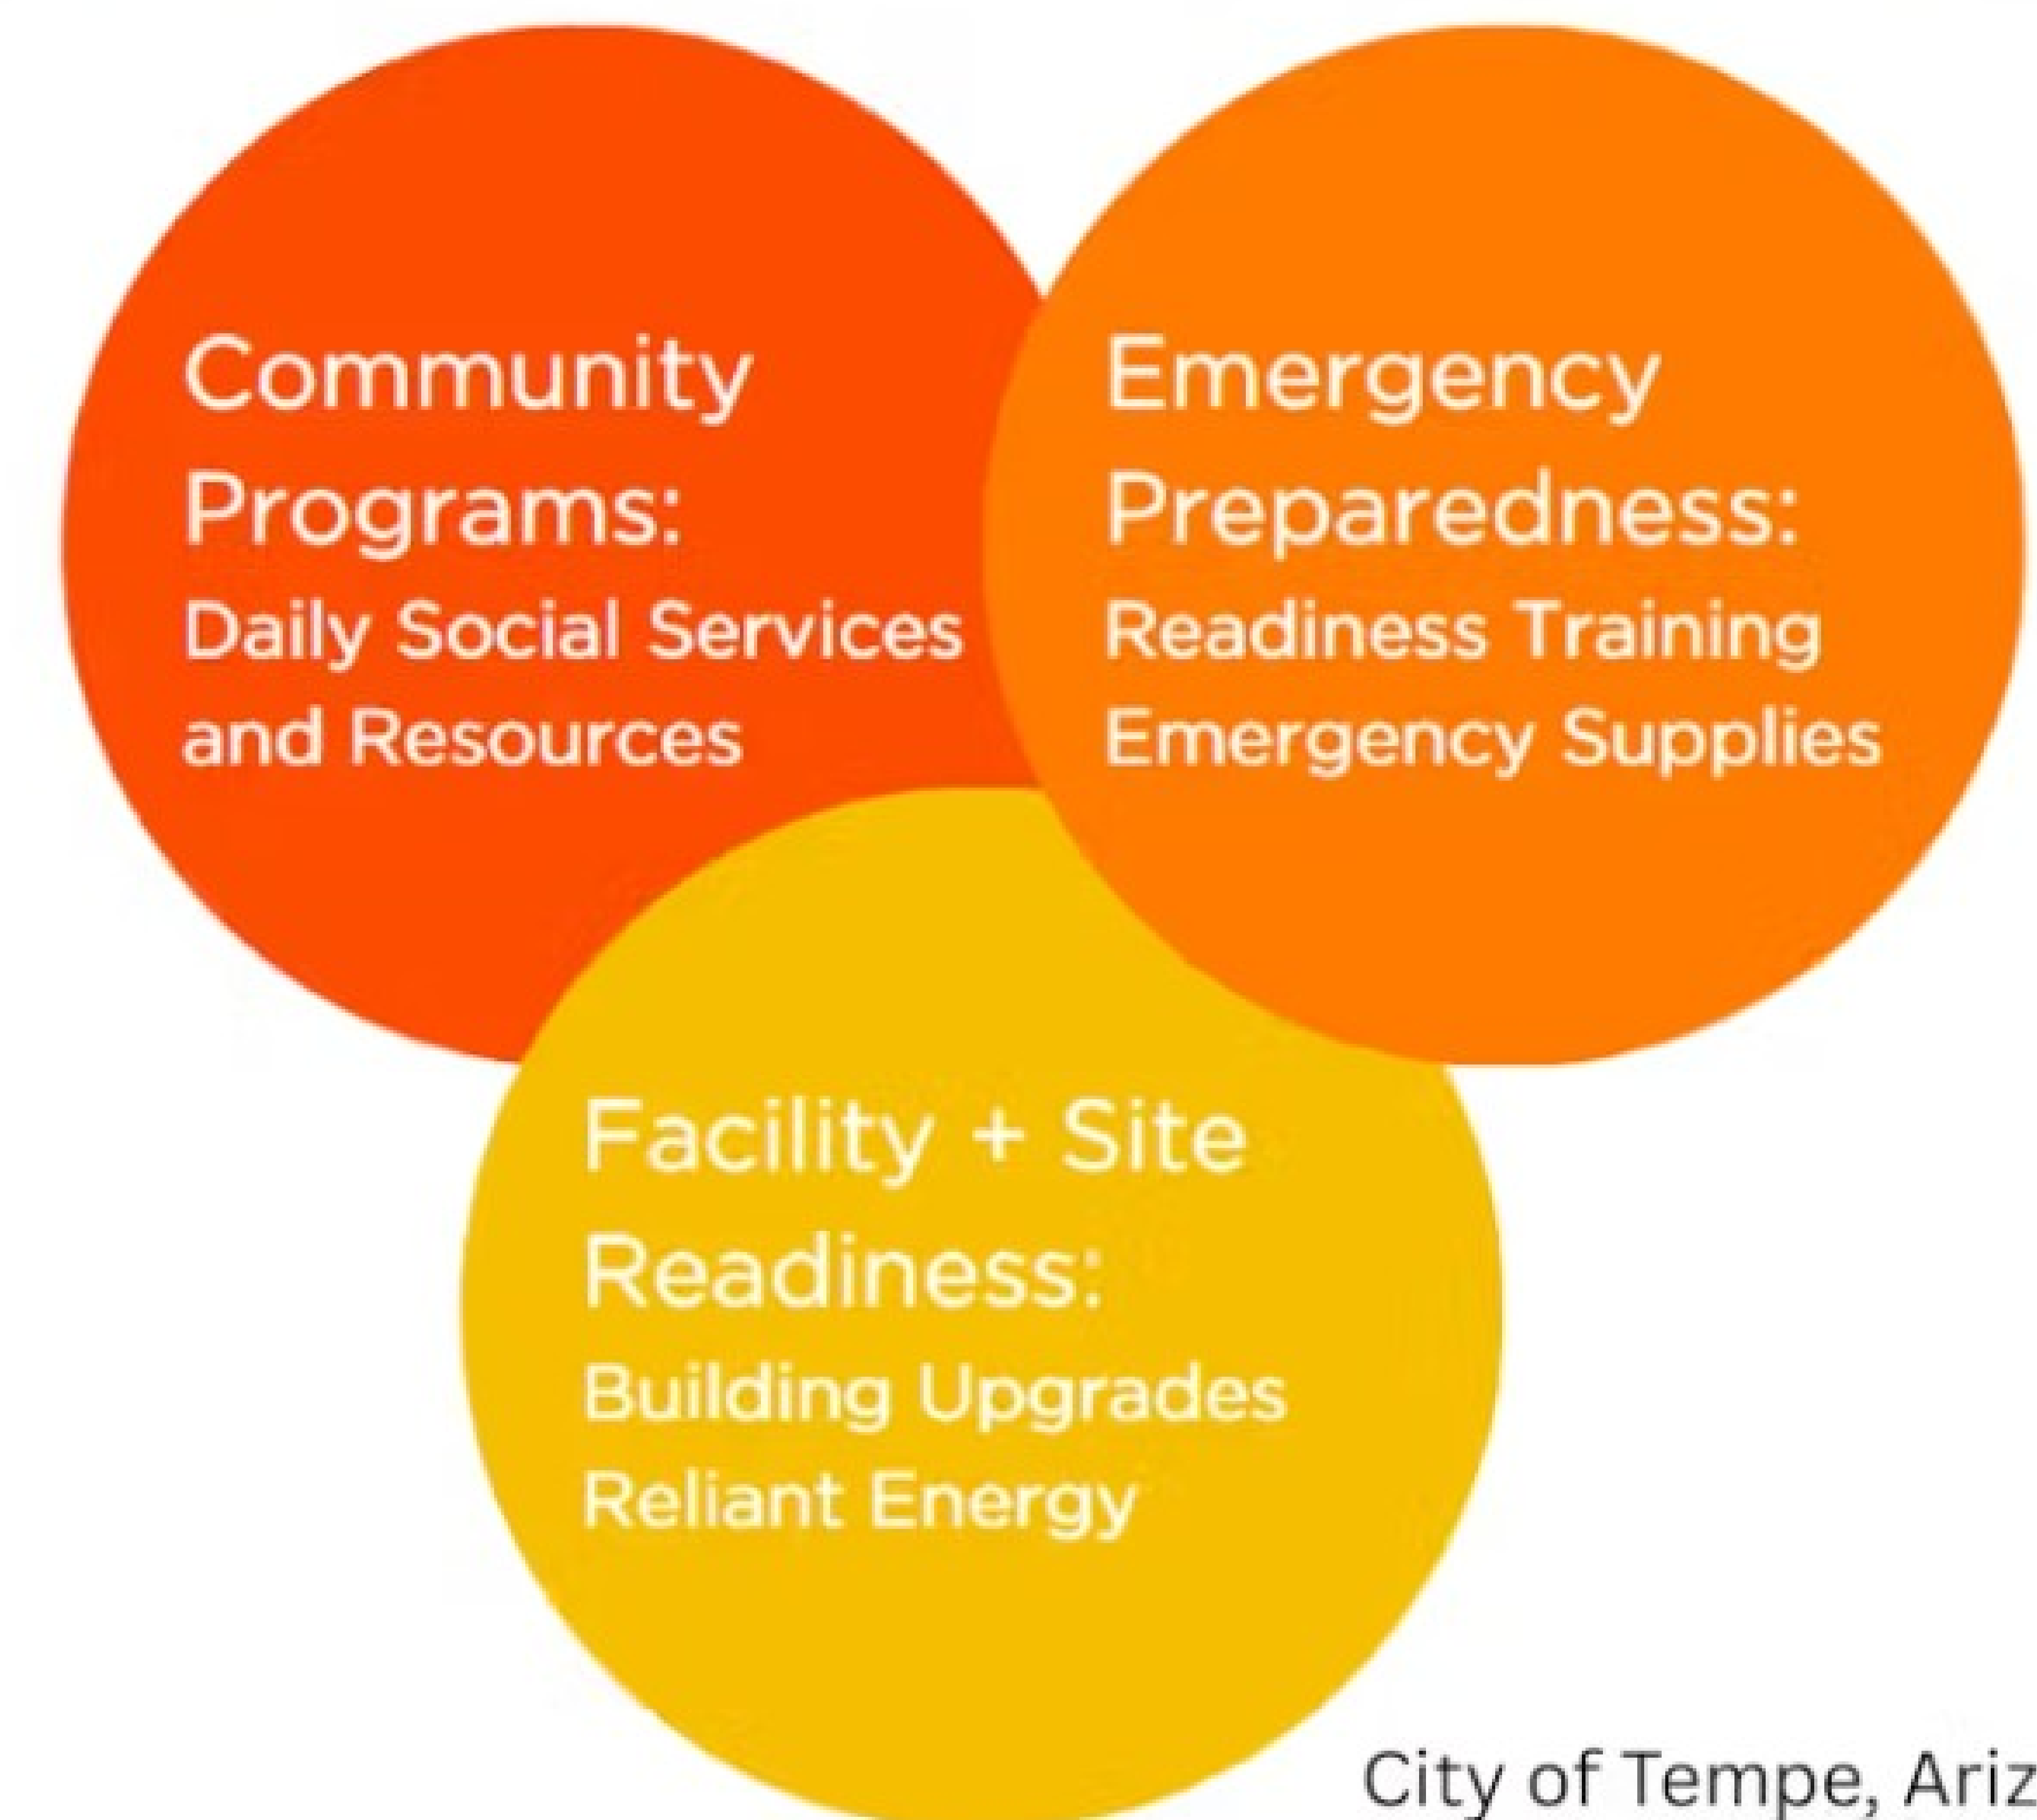 Community
Programs:
Daily Social Services
and Resources
Emergency
Preparedness:
Readiness Training
Emergency Supplies
Facility + Site
Readiness:
Building Upgrades
Reliant Energy
City of Tempe, Ariz